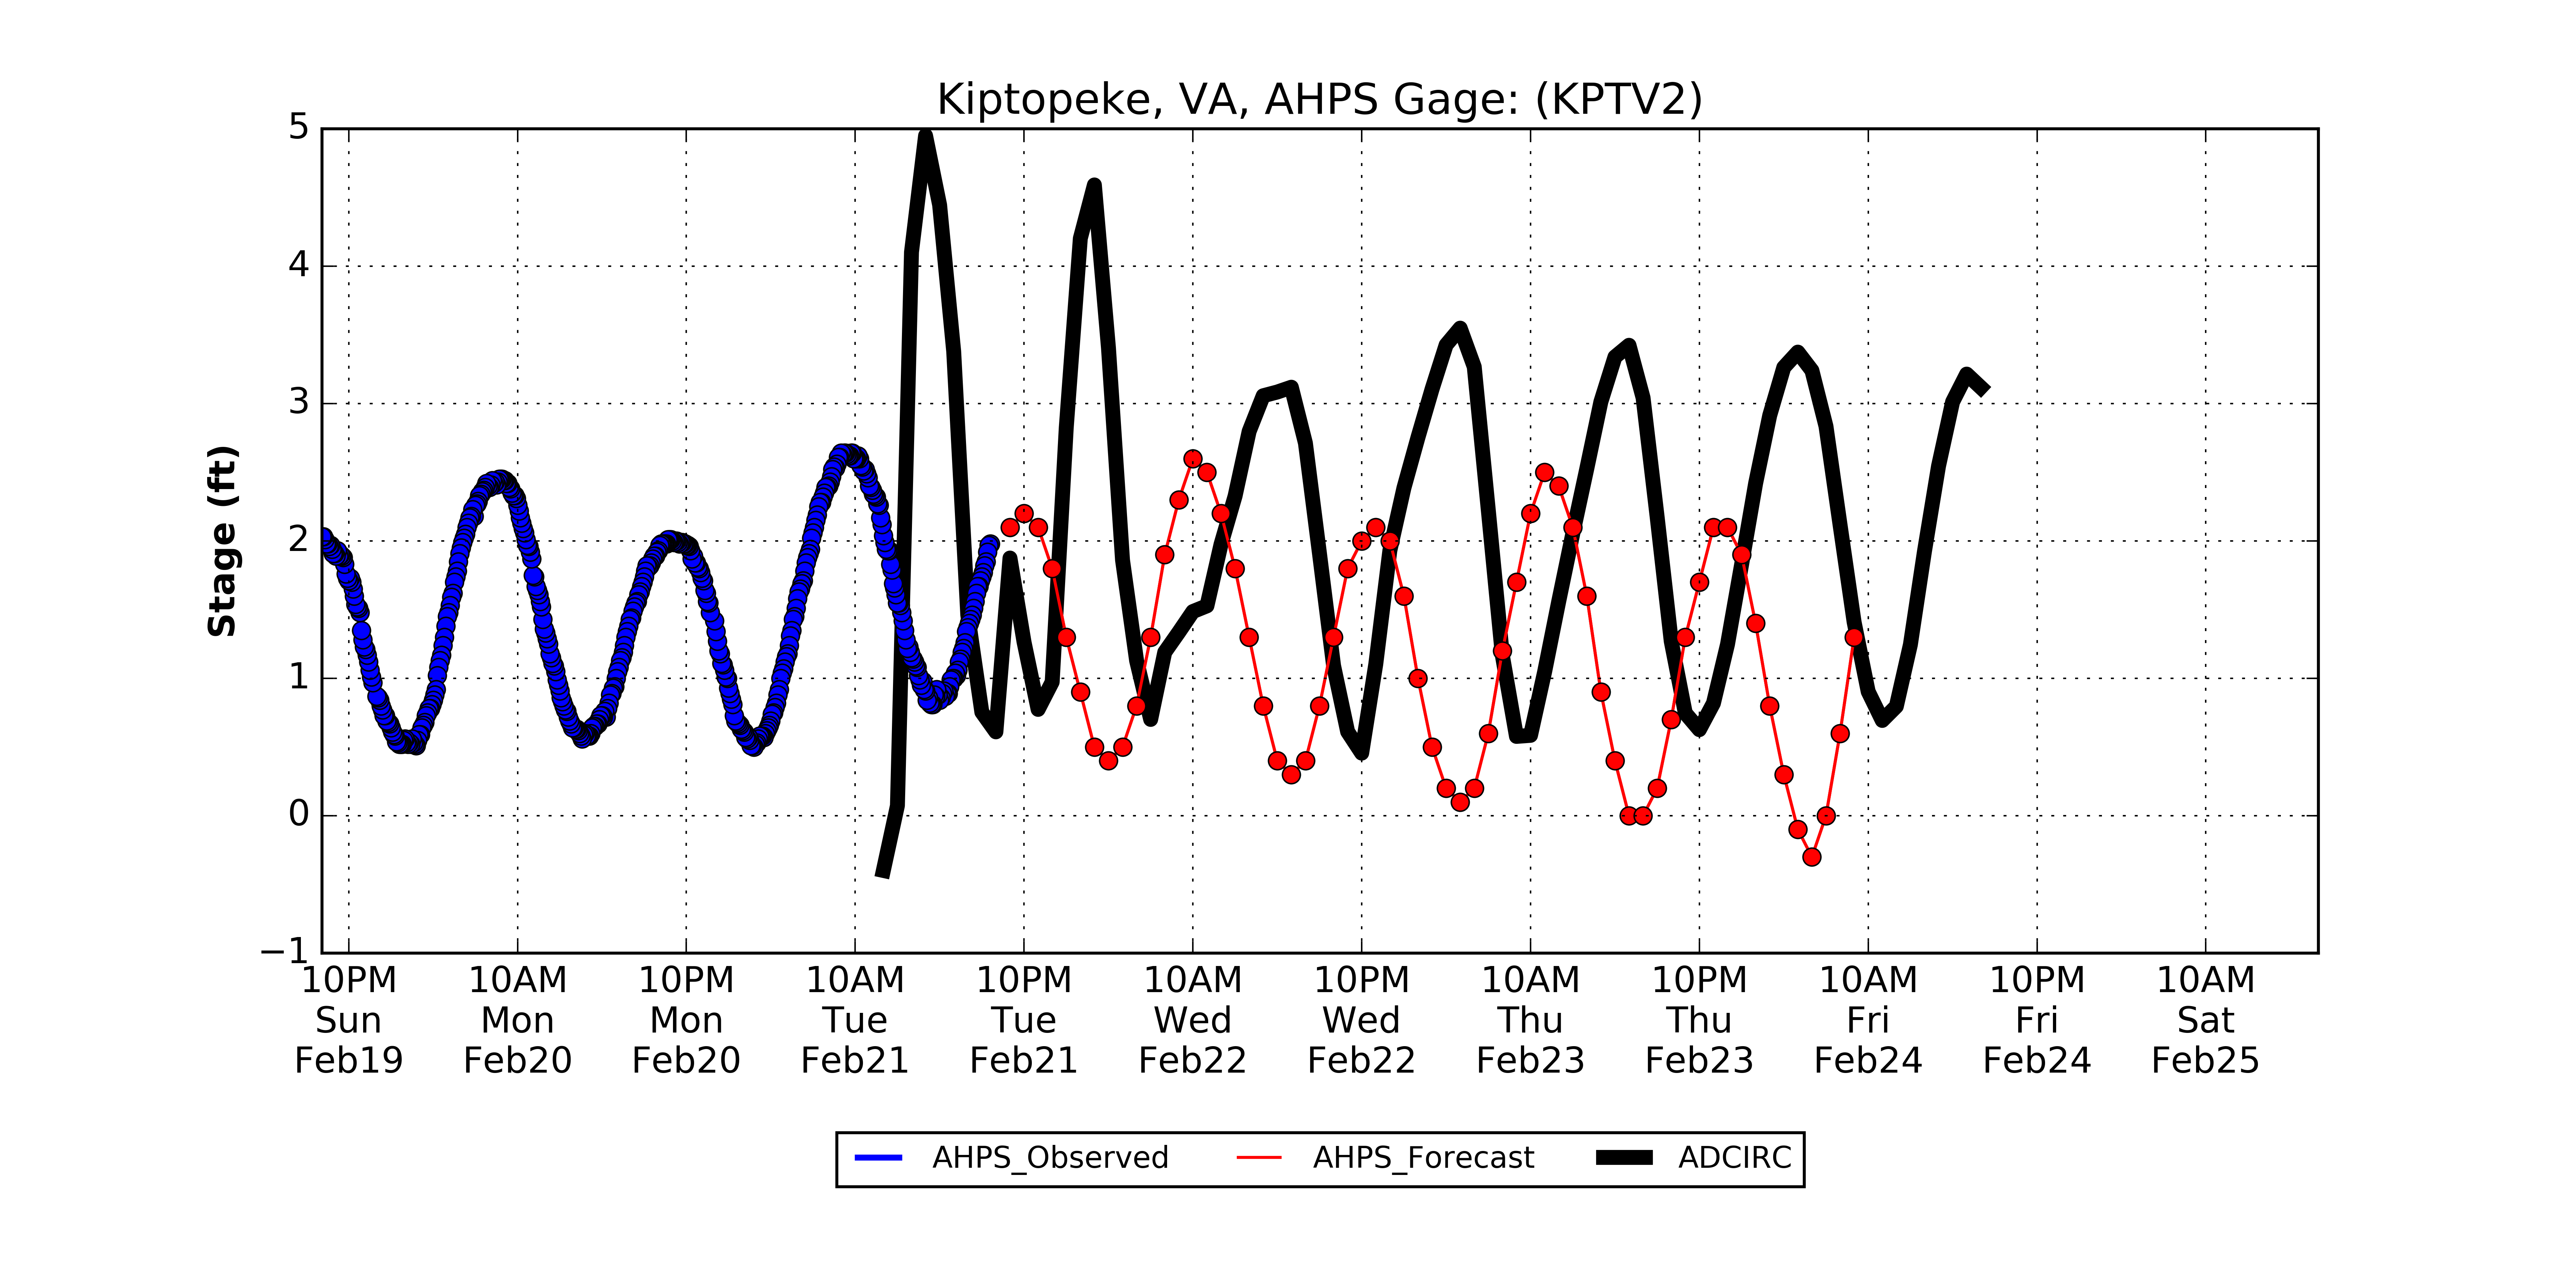 Kiptopeke, VA, AHPS Gage: (KPTV2)
5
4
3
2
1
0
−1
Stage (ft)
10PM 10AM 10PM 10AM 10PM 10AM 10PM 10AM 10PM 10AM 10PM 10AM
Sun Mon Mon Tue Tue Wed Wed Thu Thu Fri Fri Sat
Feb19 Feb20 Feb20 Feb21 Feb21 Feb22 Feb22 Feb23 Feb23 Feb24 Feb24 Feb25
AHPS_Observed AHPS_Forecast ADCIRC